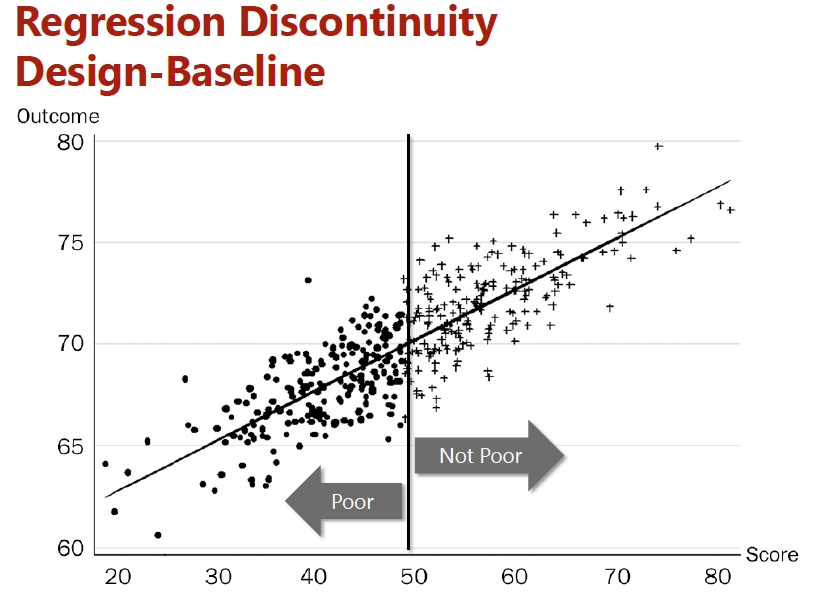 Regression Discontinuity
Design-Baseline
Outcome
80
75
70
65
60
Not Poor
Poor
Score
20 30 40 50 60 70 80